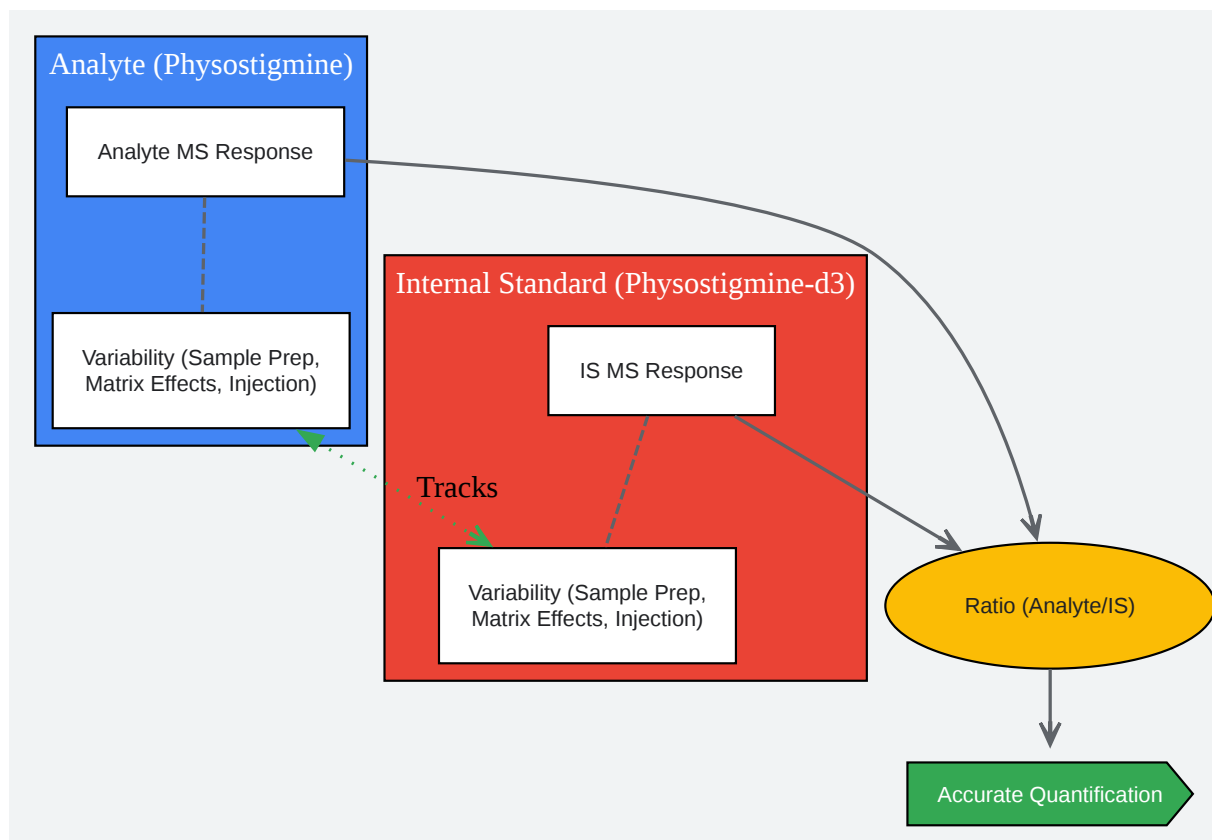 Analyte (Physostigmine)
Analyte MS Response
Variability (Sample Prep,
Matrix Effects, Injection)
Internal Standard (Physostigmine-d3)
IS MS Response
Tracks
Variability (Sample Prep,
Matrix Effects, Injection)
Ratio (Analyte/IS)
Accurate Quantification